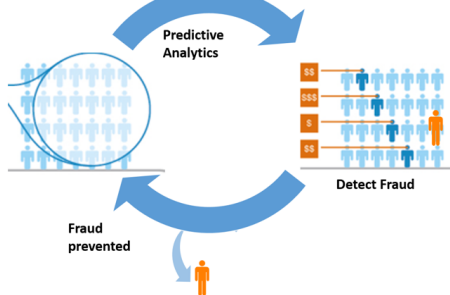 Predictive
Analytics
$$
$$$
$
$$
Detect Fraud
Fraud
prevented